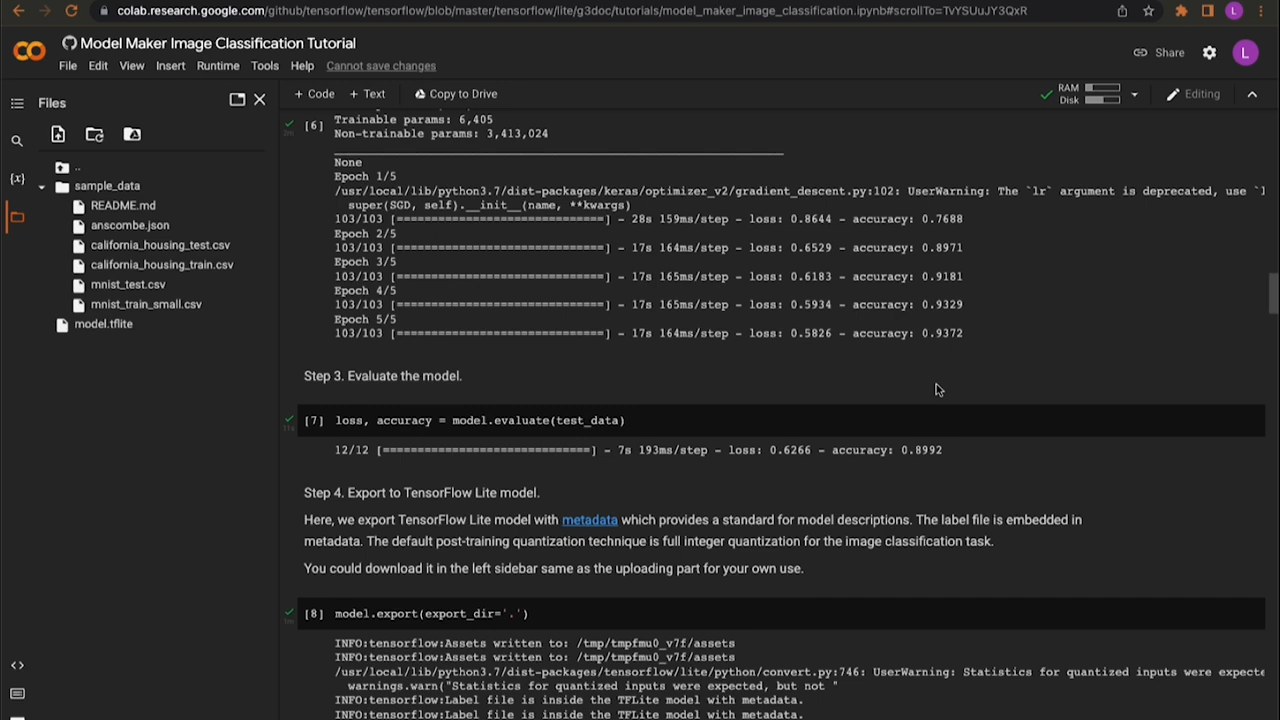 colab.research.google.com/github/tensorflow/tensorflow/blob/master/tensorflow/lite/g3doc/tutorials/model_maker_image_classification.ipynb#scrollTo=TvYSUuJY3QxR
L
Model Maker Image Classification Tutorial
File Edit View Insert Runtime Tools Help Cannot save changes
Share
L
Files
+ Code + Text Copy to Drive
RAM
Disk
Editing
..
sample_data
README.md
anscombe.json
california_housing_test.csv
california_housing_train.csv
mnist_test.csv
mnist_train_small.csv
model.tflite
{x}
<>
[6]
Trainable params: 6,405
Non-trainable params: 3,413,024
None
Epoch 1/5
/usr/local/lib/python3.7/dist-packages/keras/optimizer_v2/gradient_descent.py:102: UserWarning: The `lr` argument is deprecated, use `l
super(SGD, self).__init__(name, **kwargs)
103/103 [==============================] - 28s 159ms/step - loss: 0.8644 - accuracy: 0.7688
Epoch 2/5
103/103 [==============================] - 17s 164ms/step - loss: 0.6529 - accuracy: 0.8971
Epoch 3/5
103/103 [==============================] - 17s 165ms/step - loss: 0.6183 - accuracy: 0.9181
Epoch 4/5
103/103 [==============================] - 17s 165ms/step - loss: 0.5934 - accuracy: 0.9329
Epoch 5/5
103/103 [==============================] - 17s 164ms/step - loss: 0.5826 - accuracy: 0.9372
Step 3. Evaluate the model.
[7] loss, accuracy = model.evaluate(test_data)
12/12 [==============================] - 7s 193ms/step - loss: 0.6266 - accuracy: 0.8992
Step 4. Export to TensorFlow Lite model.
Here, we export TensorFlow Lite model with metadata which provides a standard for model descriptions. The label file is embedded in
metadata. The default post-training quantization technique is full integer quantization for the image classification task.
You could download it in the left sidebar same as the uploading part for your own use.
[8] model.export(export_dir='.')
INFO:tensorflow:Assets written to: /tmp/tmpfmu0_v7f/assets
INFO:tensorflow:Assets written to: /tmp/tmpfmu0_v7f/assets
/usr/local/lib/python3.7/dist-packages/tensorflow/lite/python/convert.py:746: UserWarning: Statistics for quantized inputs were expecte
warnings.warn("Statistics for quantized inputs were expected, but not "
INFO:tensorflow:Label file is inside the TFLite model with metadata.
INFO:tensorflow:Label file is inside the TFLite model with metadata.